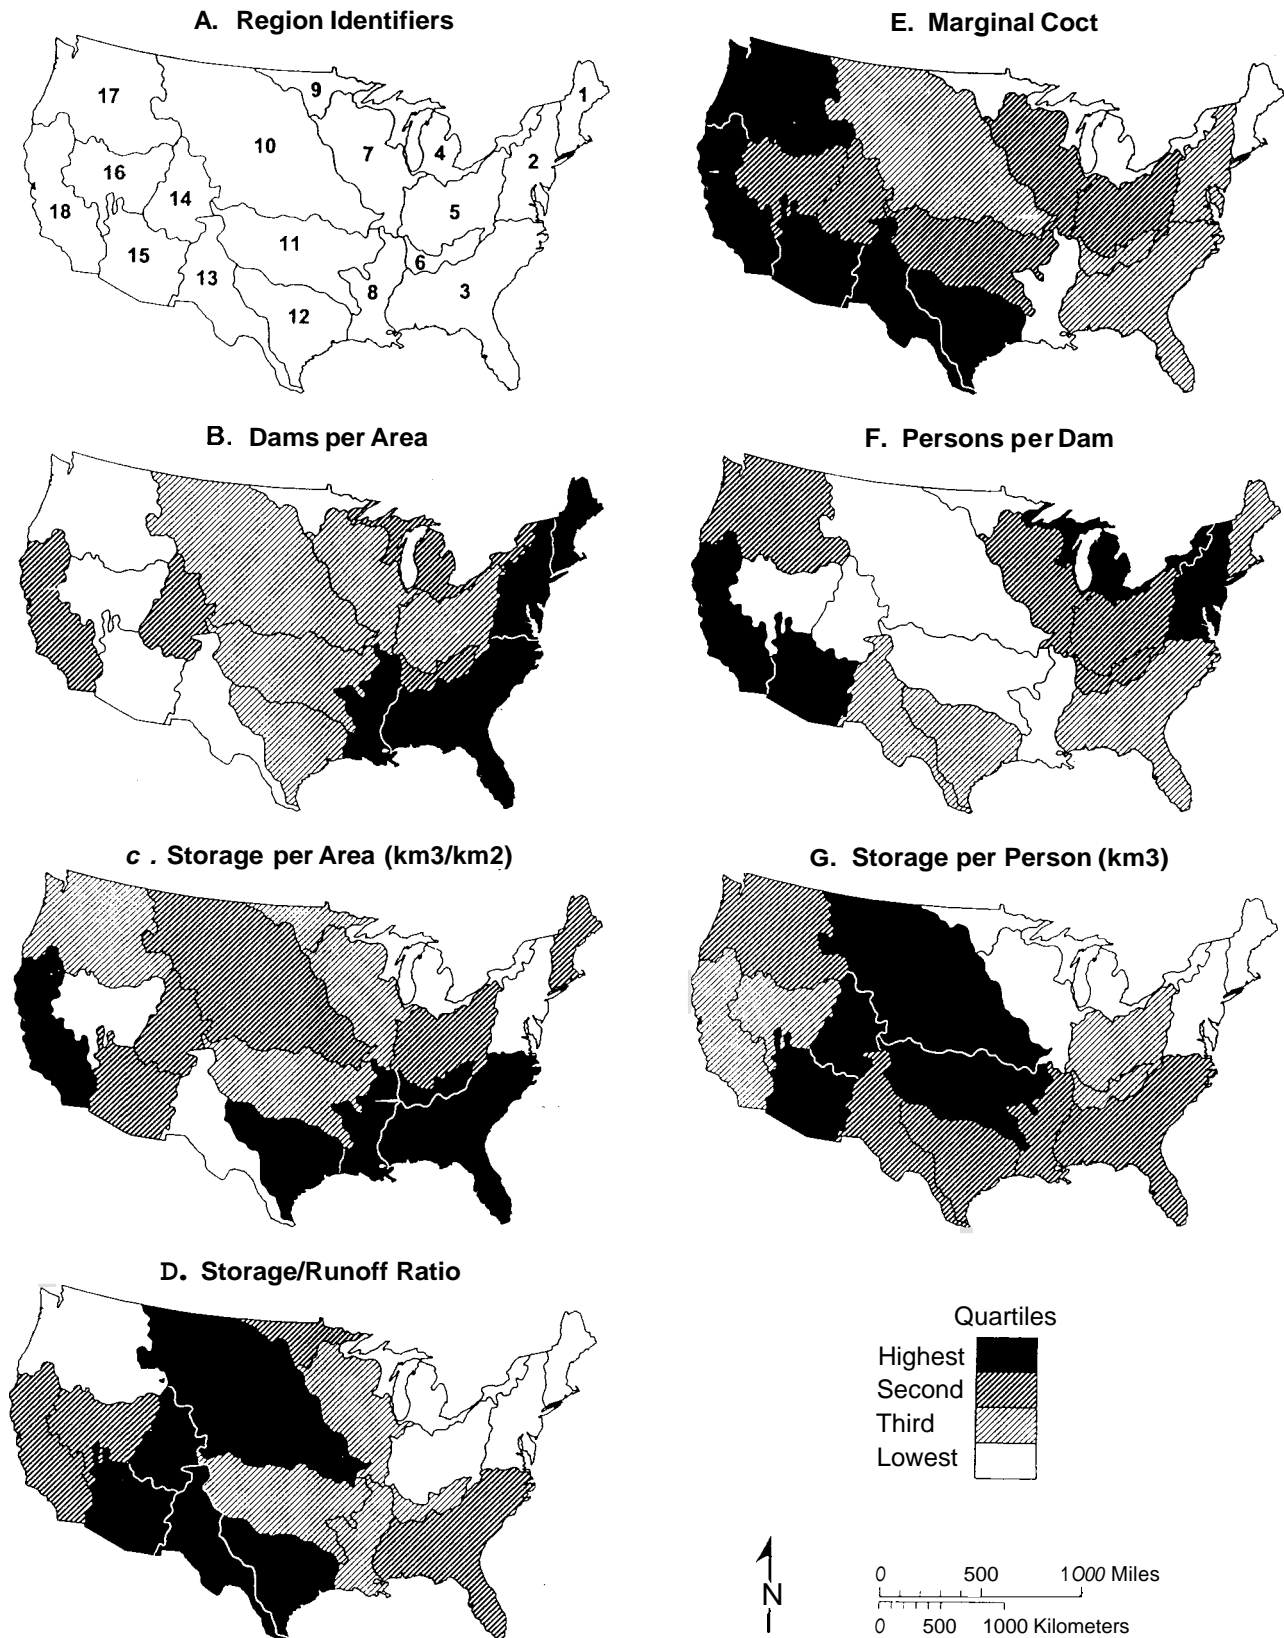 A. Region Identifiers
17
9
1
10
7
4
2
16
14
18
5
15
11
6
13
8
3
12
B. Dams per Area
c . Storage per Area (km3/km2)
D. Storage/Runoff Ratio
E. Marginal Coct
F. Persons per Dam
G. Storage per Person (km3)
Quartiles
Highest
Second
Third
Lowest
N
0 500 1000 Miles
0 500 1000 Kilometers